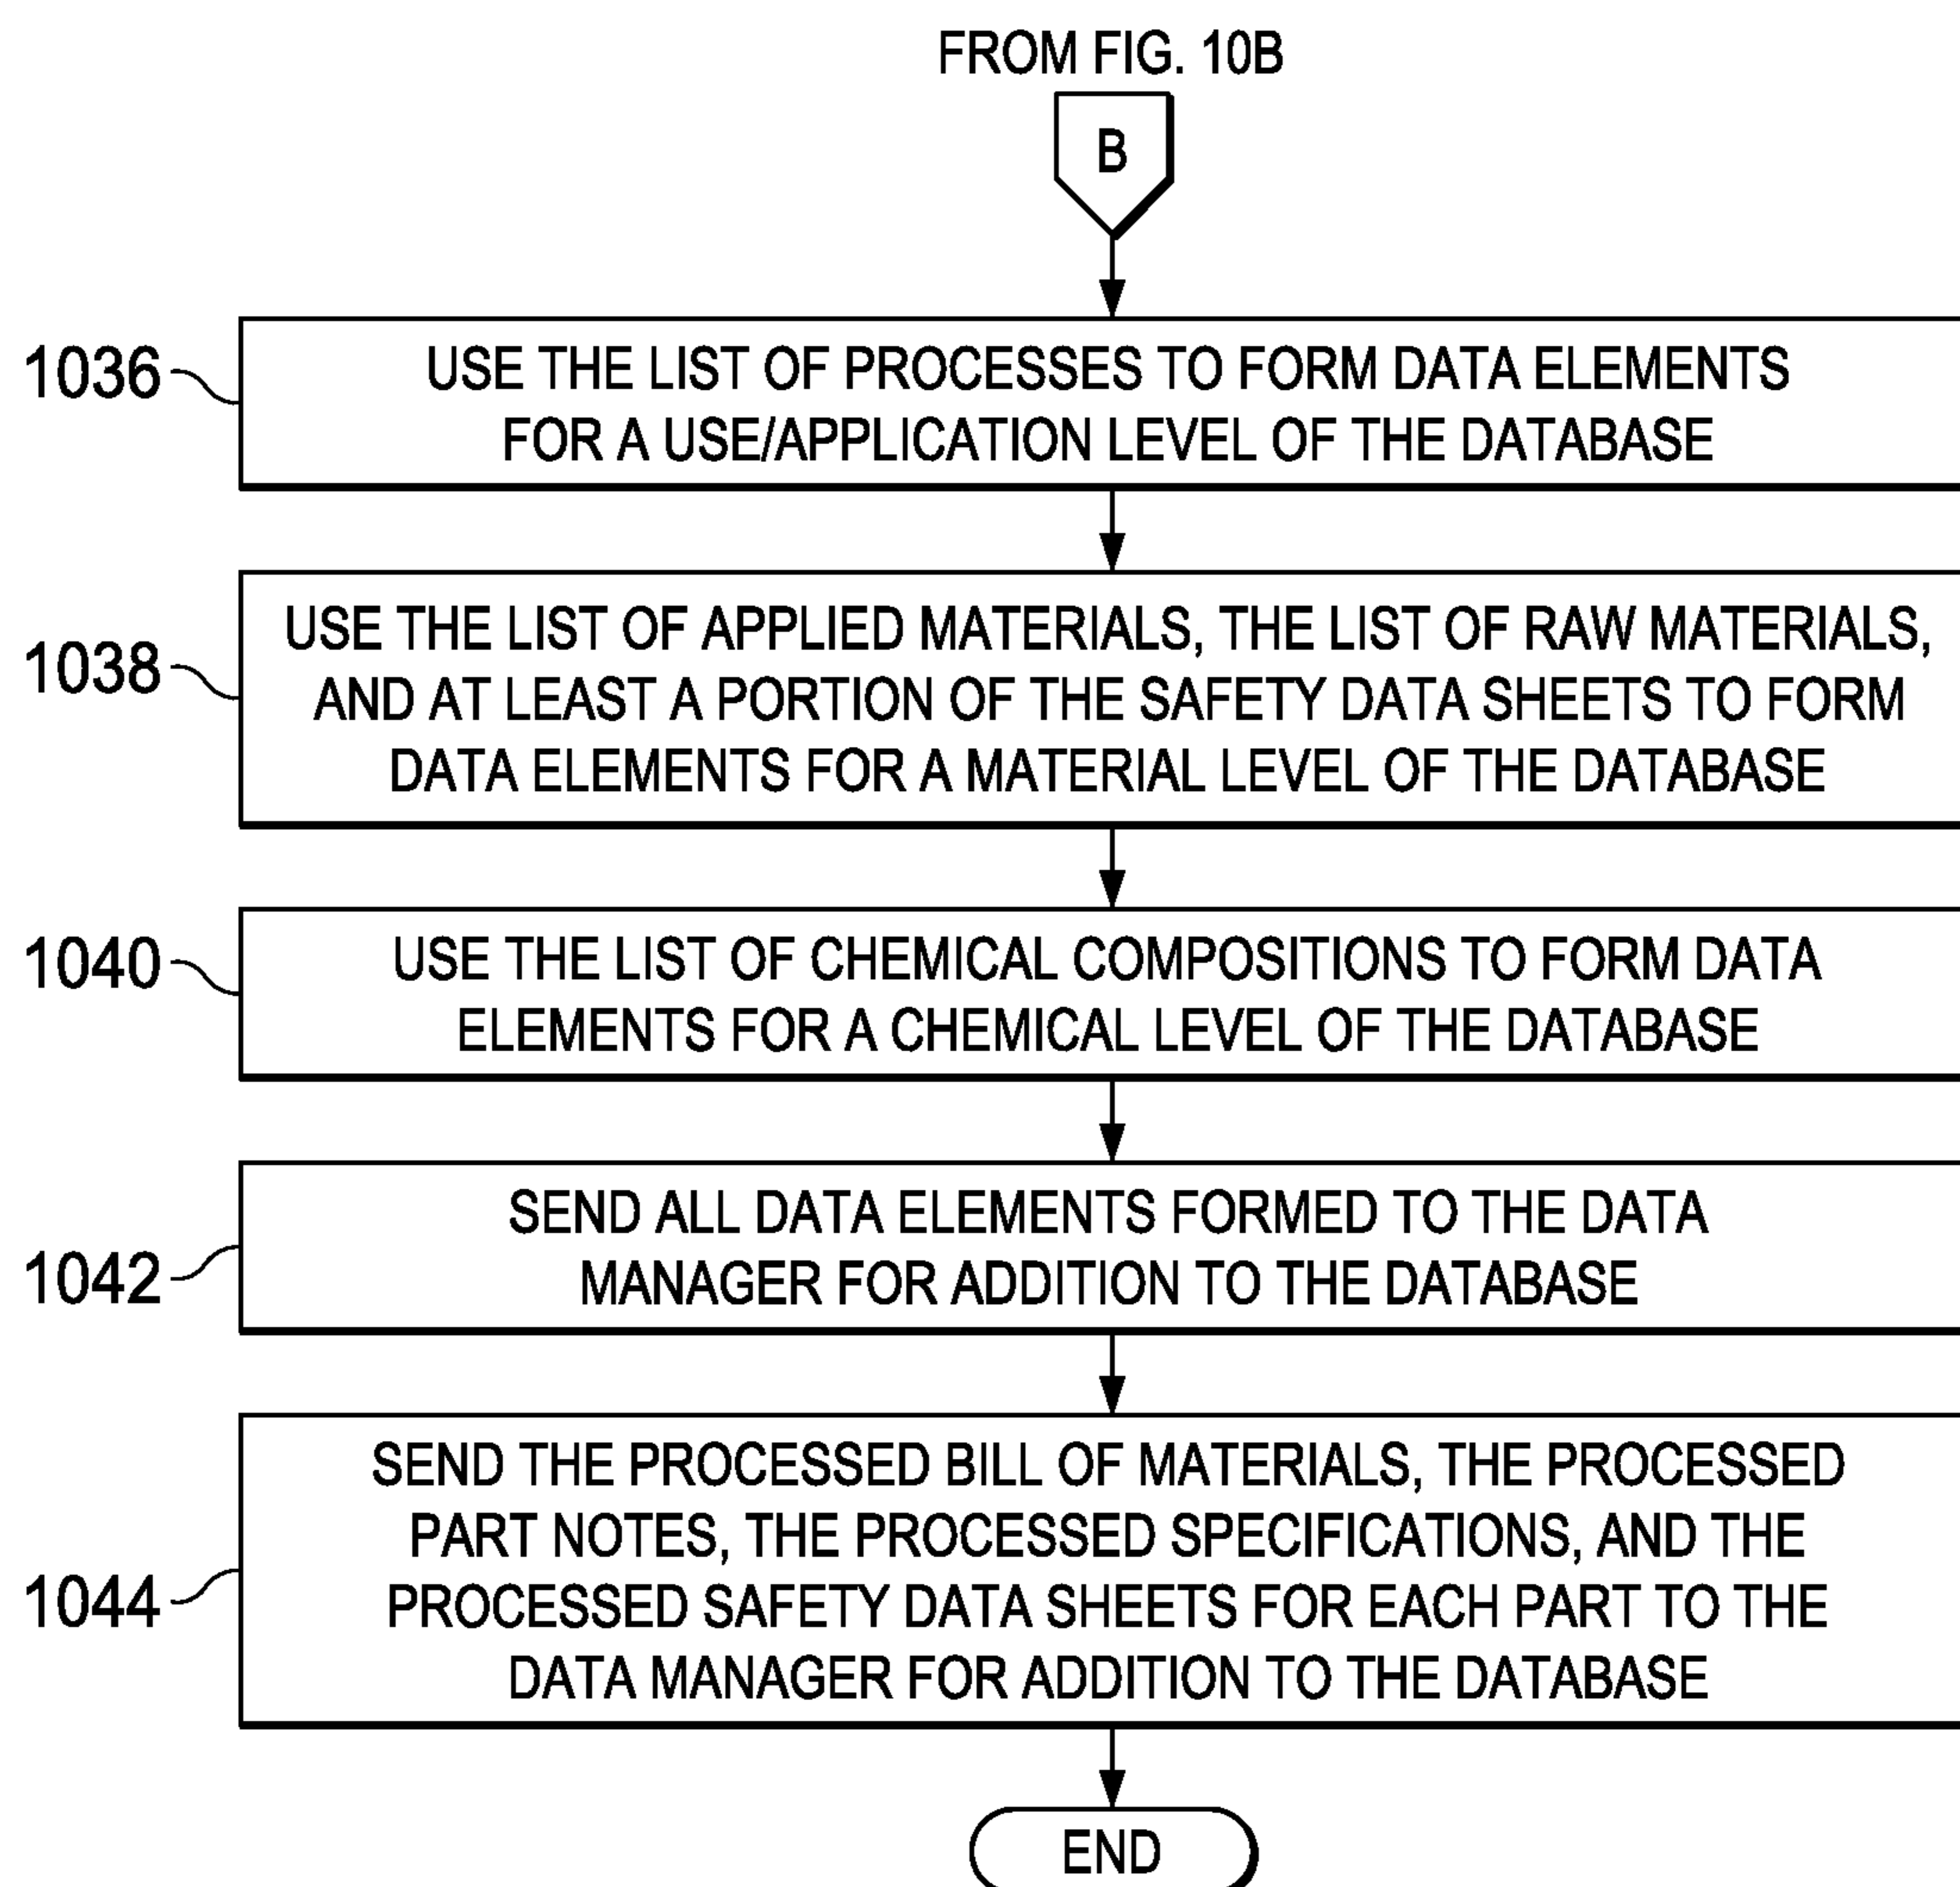 FROM FIG. 10B
B
1036
USE THE LIST OF PROCESSES TO FORM DATA ELEMENTS
FOR A USE/APPLICATION LEVEL OF THE DATABASE
1038
USE THE LIST OF APPLIED MATERIALS, THE LIST OF RAW MATERIALS,
AND AT LEAST A PORTION OF THE SAFETY DATA SHEETS TO FORM
DATA ELEMENTS FOR A MATERIAL LEVEL OF THE DATABASE
1040
USE THE LIST OF CHEMICAL COMPOSITIONS TO FORM DATA
ELEMENTS FOR A CHEMICAL LEVEL OF THE DATABASE
1042
SEND ALL DATA ELEMENTS FORMED TO THE DATA
MANAGER FOR ADDITION TO THE DATABASE
1044
SEND THE PROCESSED BILL OF MATERIALS, THE PROCESSED
PART NOTES, THE PROCESSED SPECIFICATIONS, AND THE
PROCESSED SAFETY DATA SHEETS FOR EACH PART TO THE
DATA MANAGER FOR ADDITION TO THE DATABASE
END